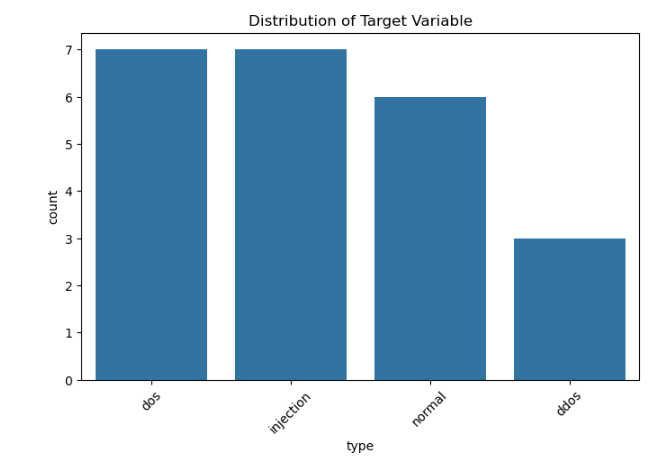 Distribution of Target Variable
count
7
6
5
4
3
2
1
0
dos
injection
normal
ddos
type